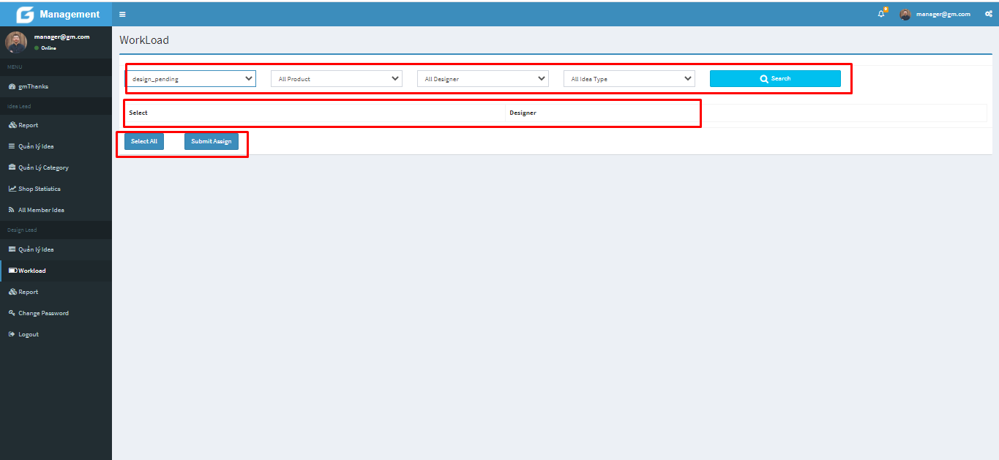 Management
manager@gm.com
manager@gm.com
Online
MENU
gmThanks
Idea Lead
Report
Quản lý Idea
Quản Lý Category
Shop Statistics
All Member Idea
Design Lead
Quản lý Idea
Workload
Report
Change Password
Logout
WorkLoad
design_pending All Product All Designer All Idea Type Search
Select Designer
Select All Submit Assign